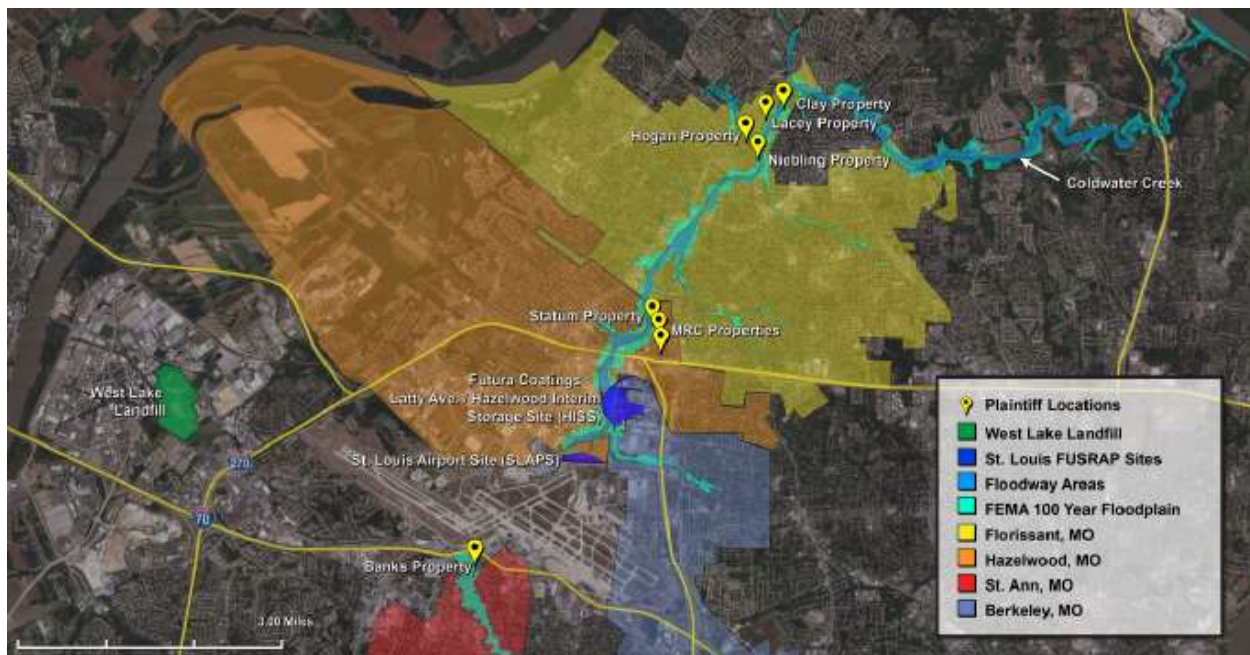 Clay Property
Lacey Property
Hogan Property
Niebling Property
Coldwater Creek
Statum Property
MRC Properties
Futura Coatings
Latty Ave. / Hazelwood Interim
Storage Site (HISS)
West Lake
Landfill
St. Louis Airport Site (SLAPS)
270
70
Banks Property
3.00 Miles
Plaintiff Locations
West Lake Landfill
St. Louis FUSRAP Sites
Floodway Areas
FEMA 100 Year Floodplain
Florissant, MO
Hazelwood, MO
St. Ann, MO
Berkeley, MO